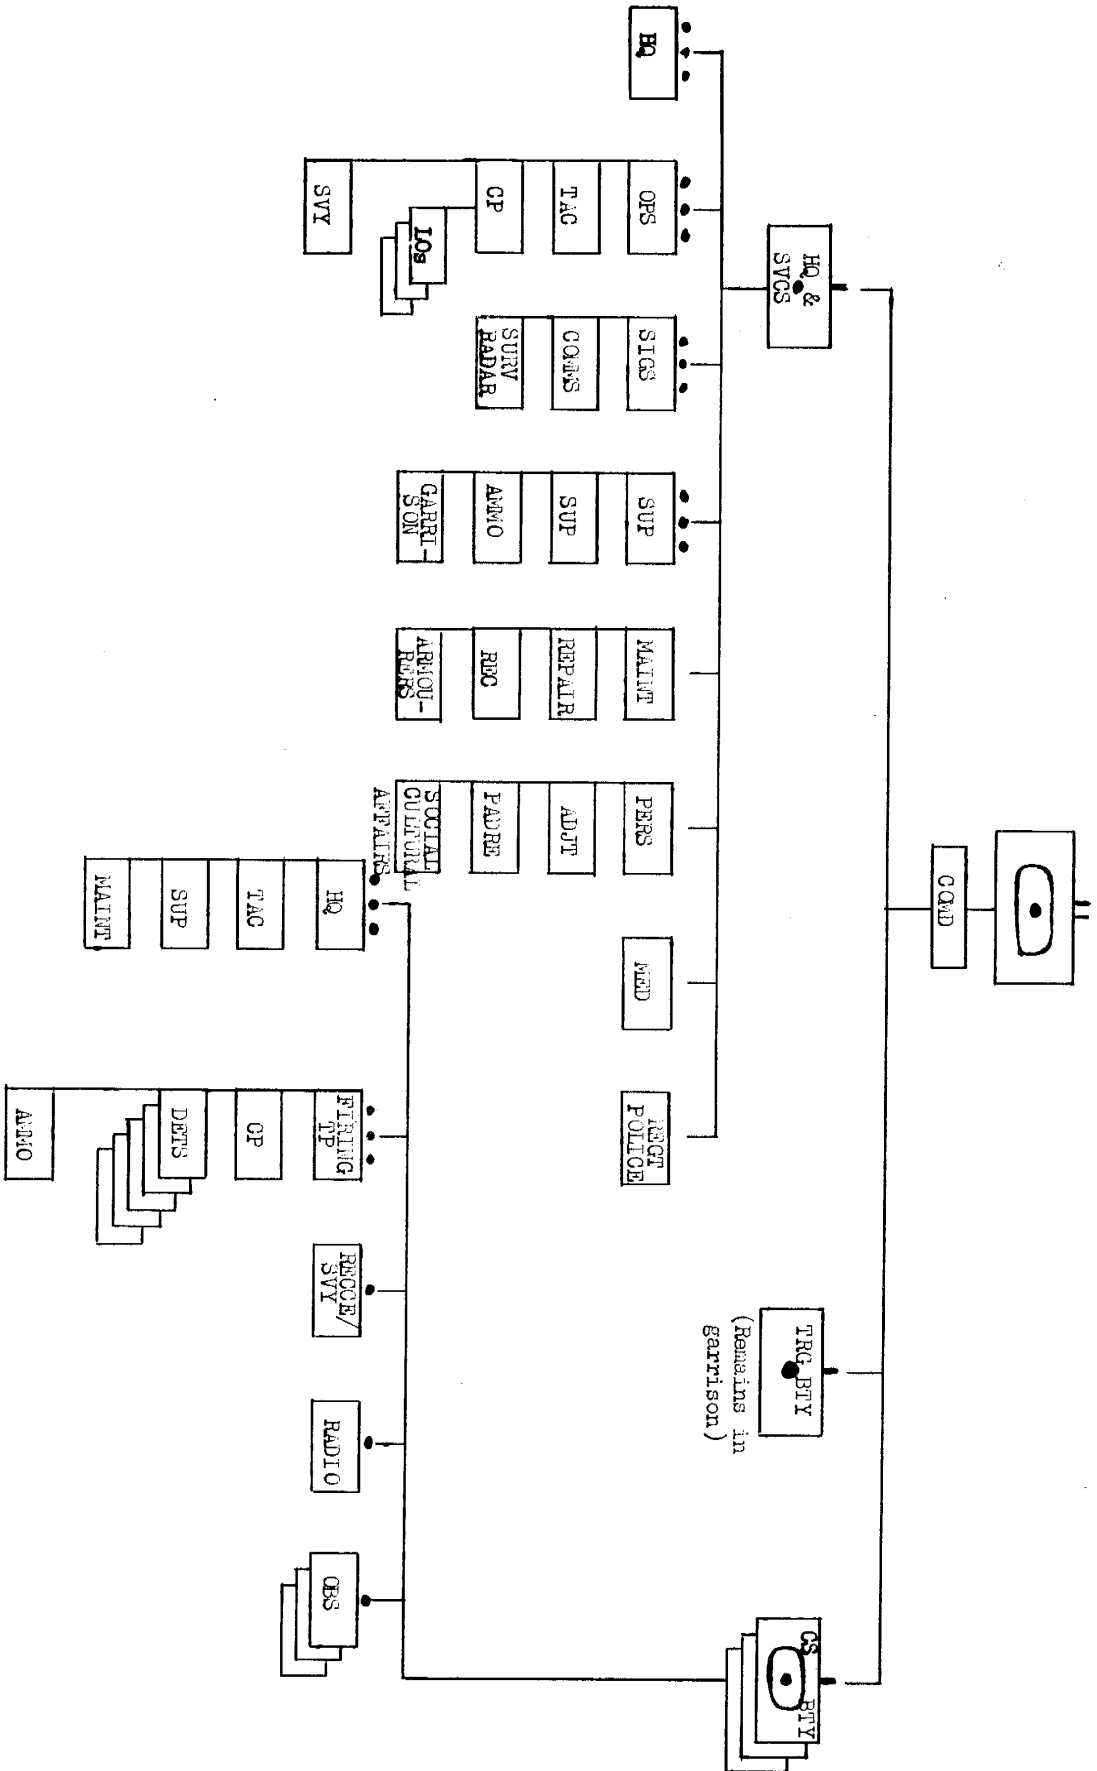 COMD
HQ &
SVCS
TRG BTY
(Remains in
garrison)
CS BTY
HQ
OPS
TAC
CP
LOs
SVY
SIGS
COMMS
SURV
RADAR
SUP
SUP
AMMO
GARRI-
SON
MAINT
REPAIR
REC
ARMOU-
RERS
PERS
ADJT
PADRE
SOCIAL
CULTURAL
AFFAIRS
MED
REGT
POLICE
HQ
TAC
SUP
MAINT
FIRING
TP
CP
DETS
AMMO
RECCE/
SVY
RADIO
OBS